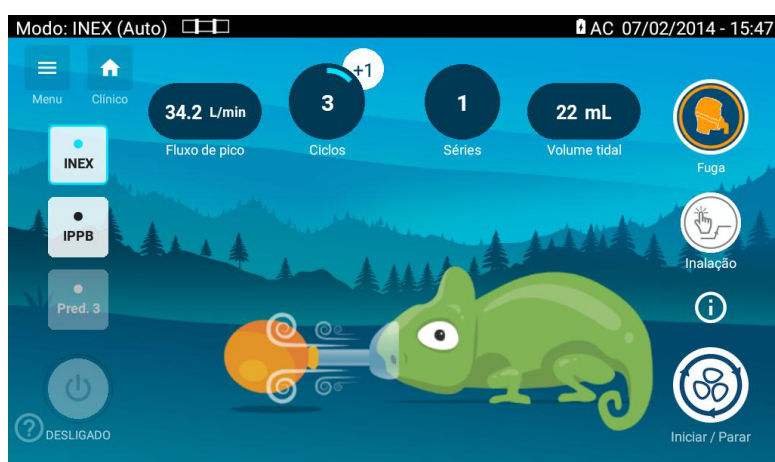 Modo: INEX (Auto)
AC 07/02/2014 - 15:47
Menu
Clínico
34.2 L/min
Fluxo de pico
3
+1
Ciclos
1
Séries
22 mL
Volume tidal
Fuga
INEX
IPPB
Pred. 3
Inalação
DESLIGADO
?
Iniciar / Parar